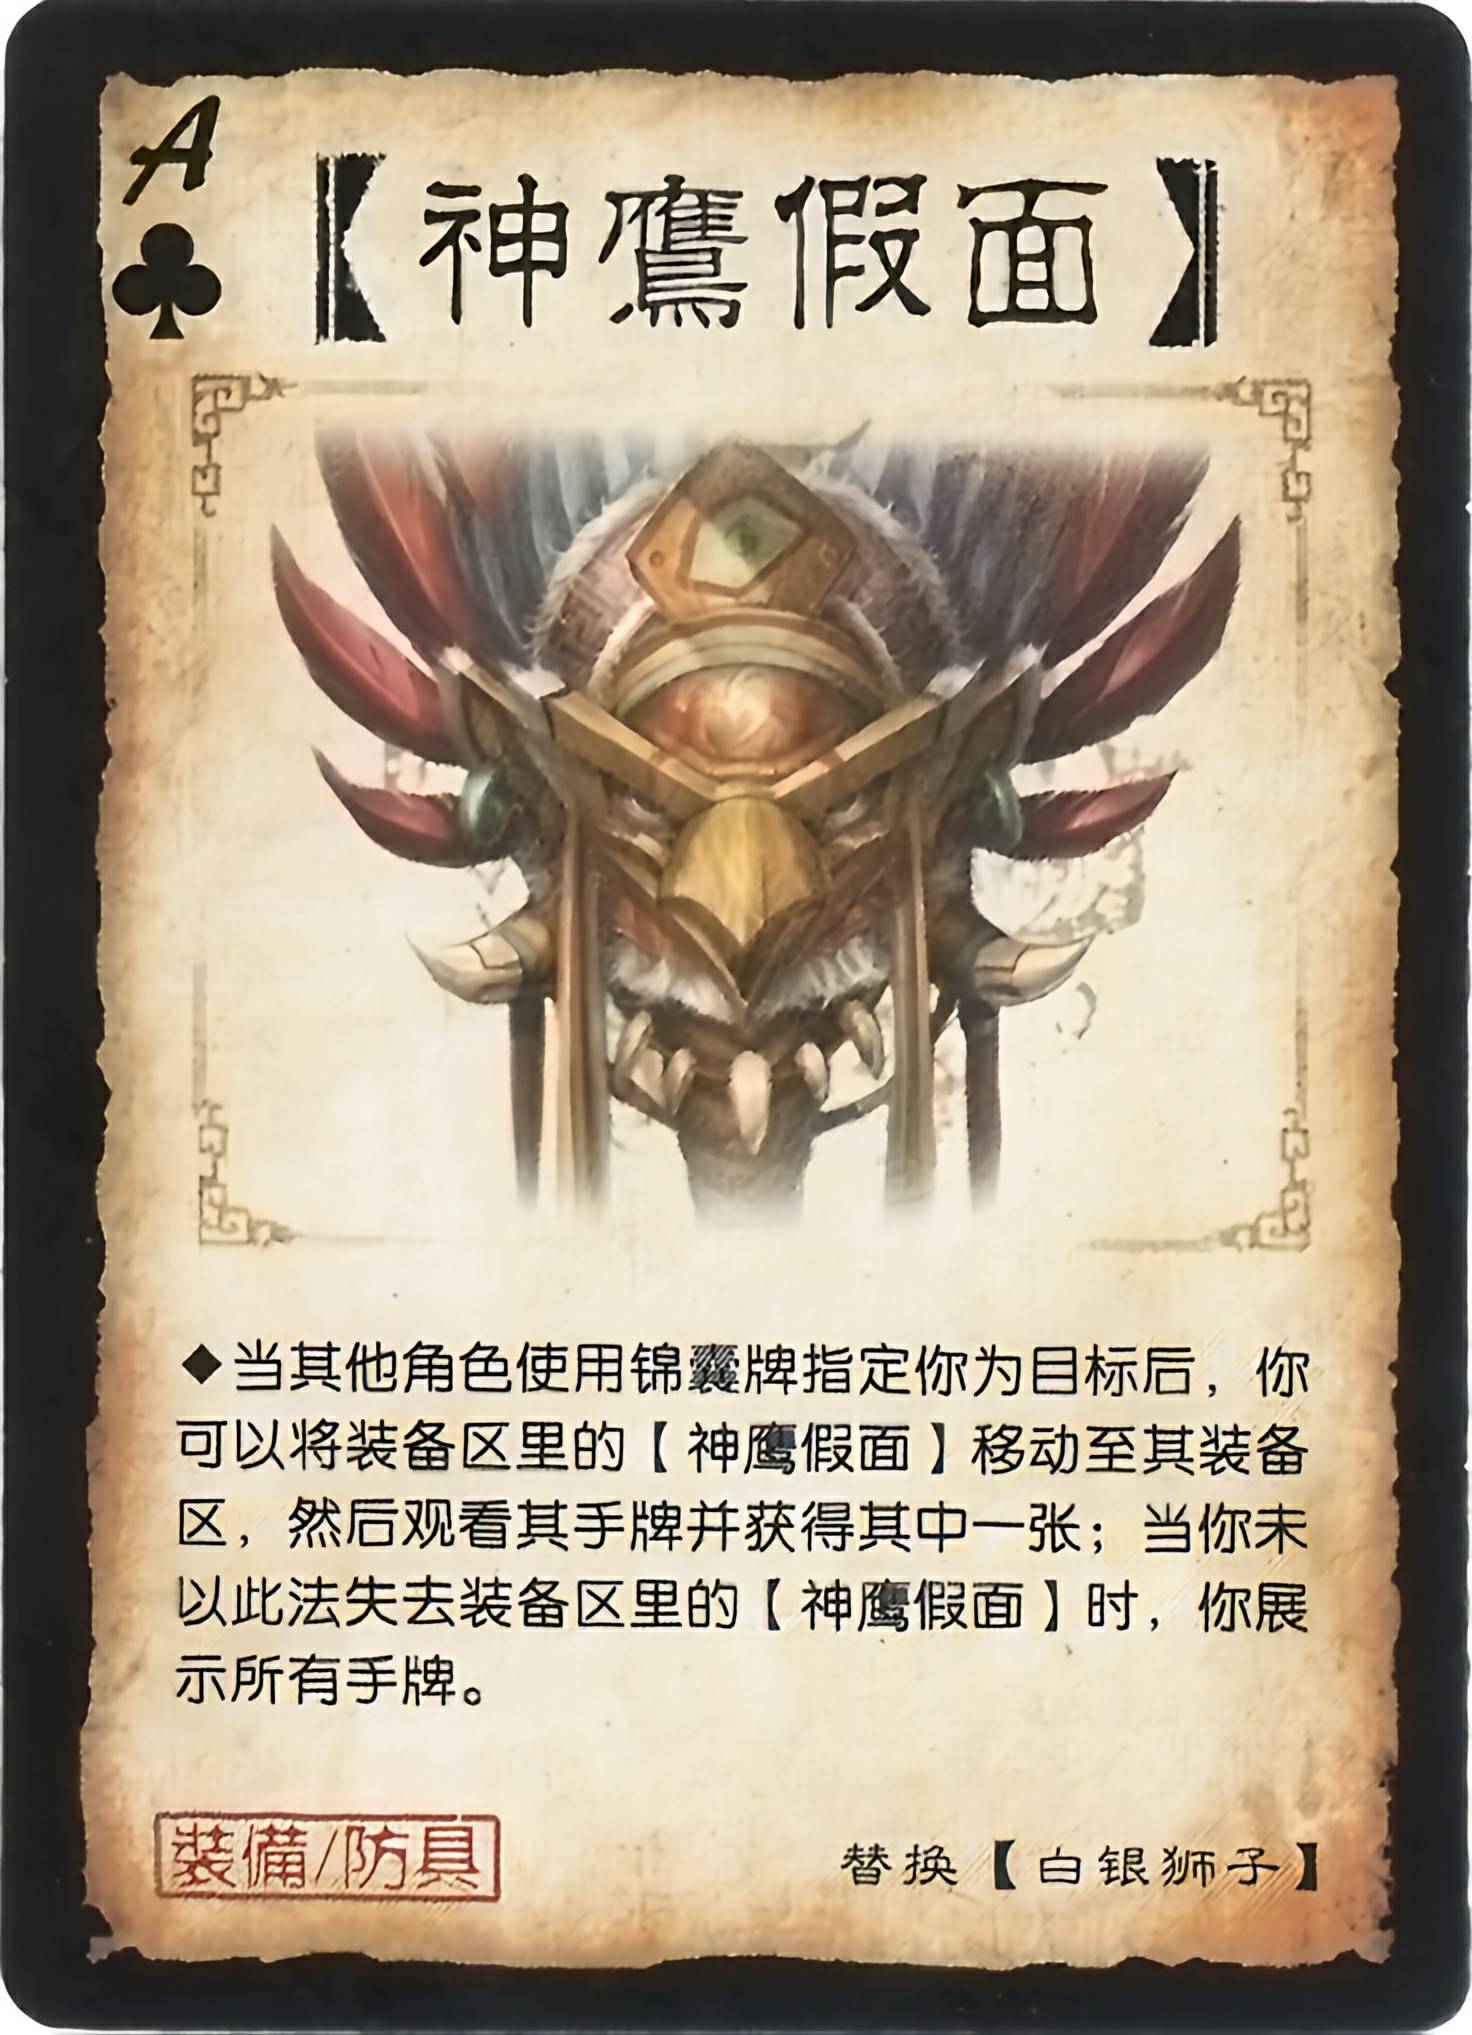 A
【神鷹假面】
◆当其他角色使用锦囊牌指定你为目标后，你
可以将装备区里的【神鹰假面】移动至其装备
区，然后观看其手牌并获得其中一张；当你未
以此法失去装备区里的【神鹰假面】时，你展
示所有手牌。
裝備/防具
替换【白银狮子】